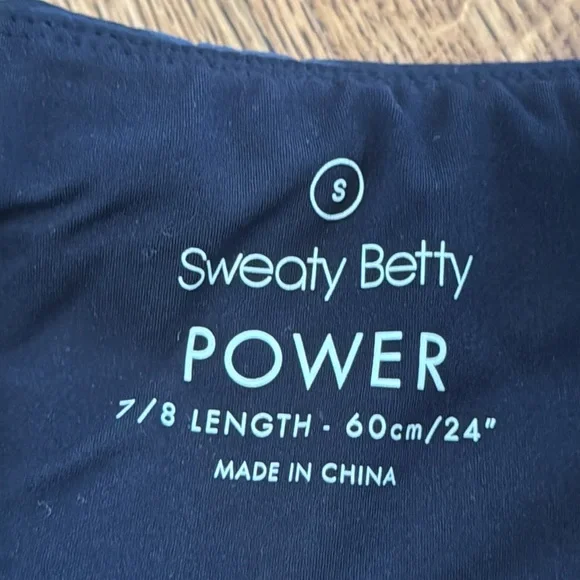 S
Sweaty Betty
POWER
7/8 LENGTH - 60cm/24"
MADE IN CHINA